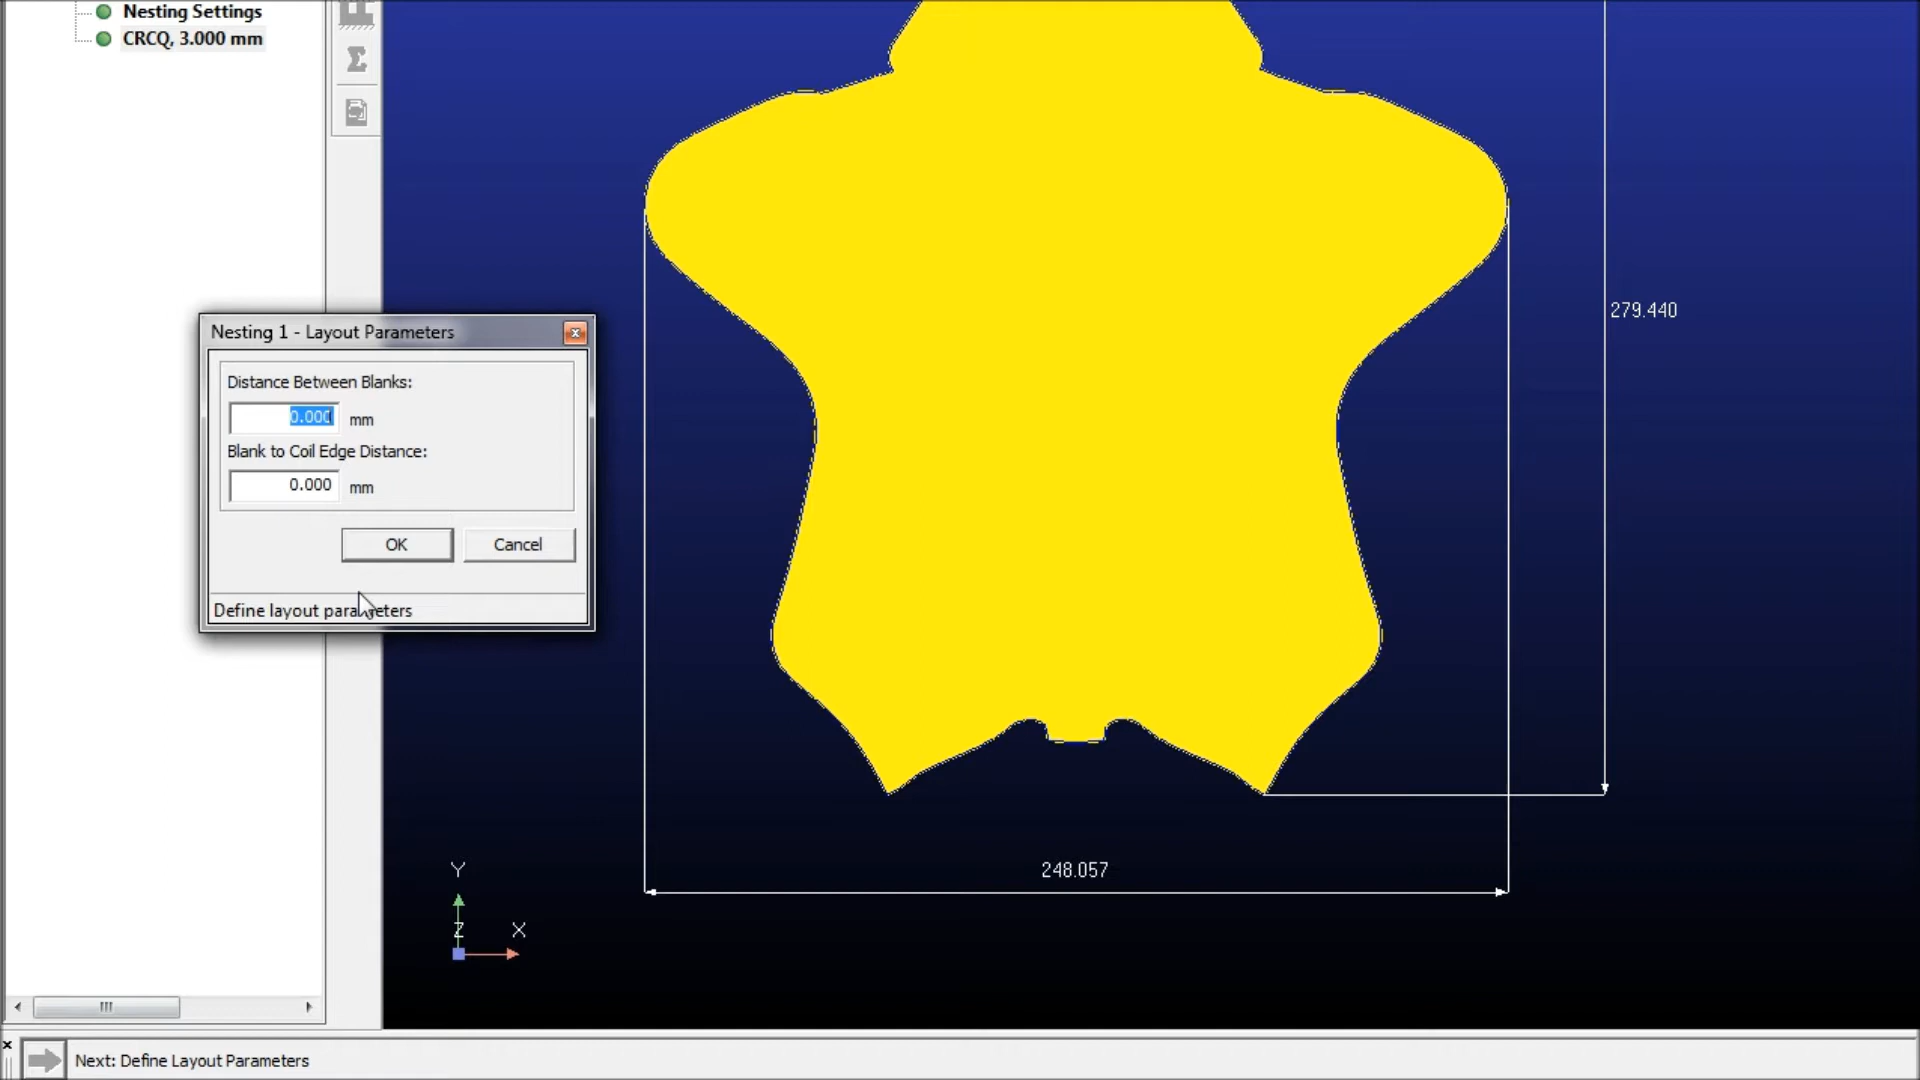 Nesting Settings
CRCQ, 3.000 mm
279.440
Nesting 1 - Layout Parameters
Distance Between Blanks:
0.000 mm
Blank to Coil Edge Distance:
0.000 mm
OK Cancel
Define layout parameters
248.057
Y
Z X
Next: Define Layout Parameters